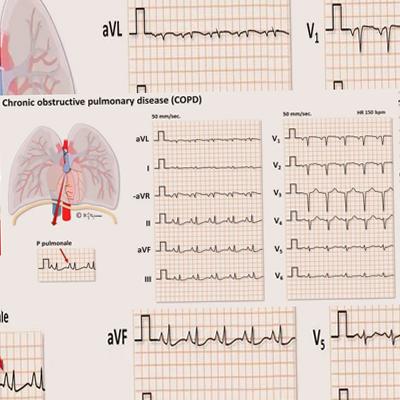 aVL
V1
Chronic obstructive pulmonary disease (COPD)
50 mm/sec.
50 mm/sec.
HR 150 bpm
aVL
V1
I
V2
-aVR
V3
II
V4
aVF
V5
III
V6
P pulmonale
ale
aVF
V5